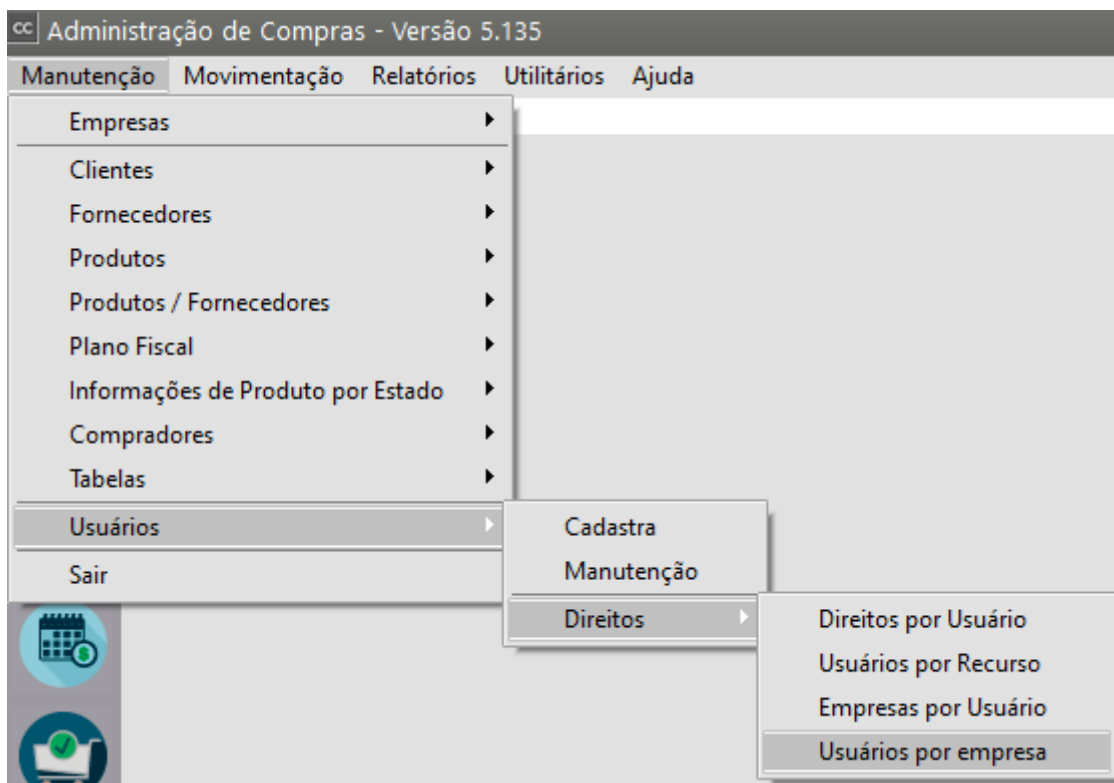 cc Administração de Compras - Versão 5.135
Manutenção Movimentação Relatórios Utilitários Ajuda
Empresas
Clientes
Fornecedores
Produtos
Produtos / Fornecedores
Plano Fiscal
Informações de Produto por Estado
Compradores
Tabelas
Usuários
Sair
Cadastra
Manutenção
Direitos
Direitos por Usuário
Usuários por Recurso
Empresas por Usuário
Usuários por empresa
$